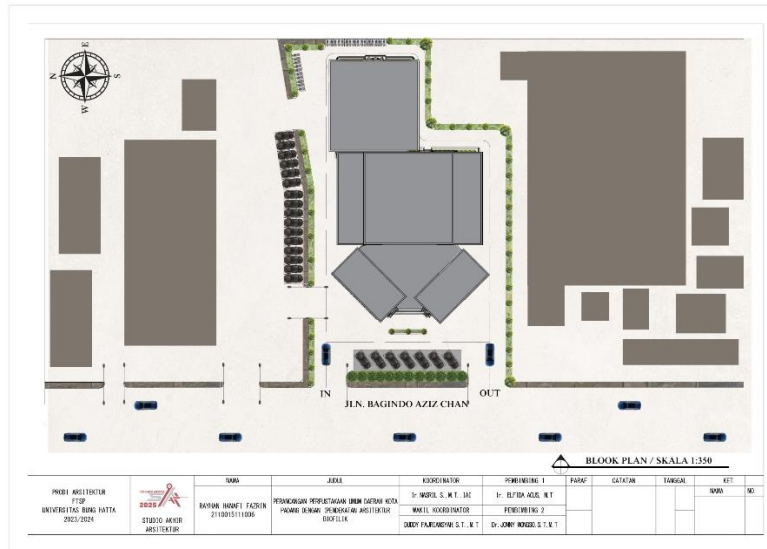 E
N
S
W
IN
OUT
JLN. BAGINDO AZIZ CHAN
BLOOK PLAN / SKALA 1:350
PRODI ARSITEKTUR
FTSP
UNIVERSITAS BUNG HATTA
2023/2024
2025
STUDIO AKHIR
ARSITEKTUR
NAMA
RAYHAN HANAFI FAZRIN
2110015111036
JUDUL
PERANCANGAN PERPUSTAKAAN UMUM DAERAH KOTA
PADANG DENGAN PENDEKATAN ARSITEKTUR
BIOFILIK
KOORDINATOR
Ir. NASRIL S., M.T., IAI
WAKIL KOORDINATOR
DUDDY FAJRIANSYAH S.T., M.T
PEMBIMBING 1
Ir. ELFIDA AGUS, M.T
PEMBIMBING 2
Dr. JONNY WONGSO, S.T, M.T
PARAF
CATATAN
TANGGAL
KET.
NAMA
NO.